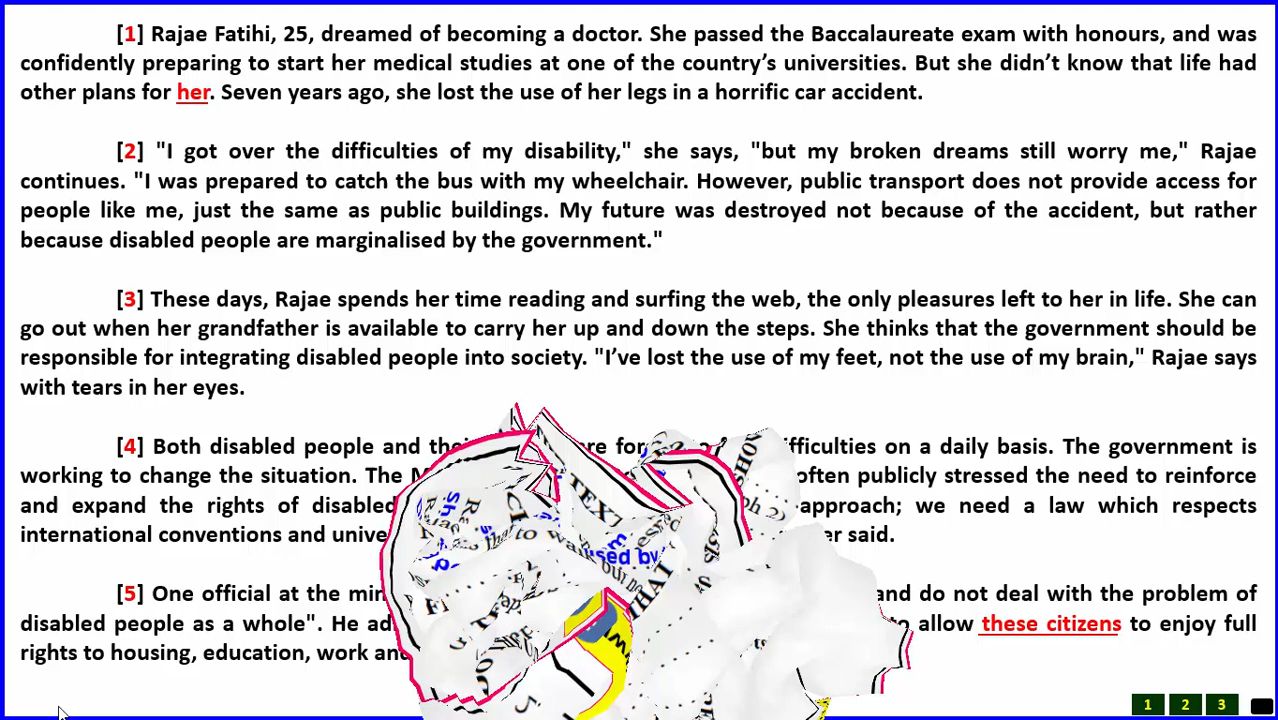 [1] Rajae Fatihi, 25, dreamed of becoming a doctor. She passed the Baccalaureate exam with honours, and was
confidently preparing to start her medical studies at one of the country’s universities. But she didn’t know that life had
other plans for her. Seven years ago, she lost the use of her legs in a horrific car accident.
[2] "I got over the difficulties of my disability," she says, "but my broken dreams still worry me," Rajae
continues. "I was prepared to catch the bus with my wheelchair. However, public transport does not provide access for
people like me, just the same as public buildings. My future was destroyed not because of the accident, but rather
because disabled people are marginalised by the government."
[3] These days, Rajae spends her time reading and surfing the web, the only pleasures left to her in life. She can
go out when her grandfather is available to carry her up and down the steps. She thinks that the government should be
responsible for integrating disabled people into society. "I’ve lost the use of my feet, not the use of my brain," Rajae says
with tears in her eyes.
[4] Both disabled people and difficulties on a daily basis. The government is
working to change the situation. The often publicly stressed the need to reinforce
and expand the rights of disabled approach; we need a law which respects
international conventions and said.
[5] One official at the and do not deal with the problem of
disabled people as a whole". He allow these citizens to enjoy full
rights to housing, education, work
TEXT
used by
THAT
1 2 3